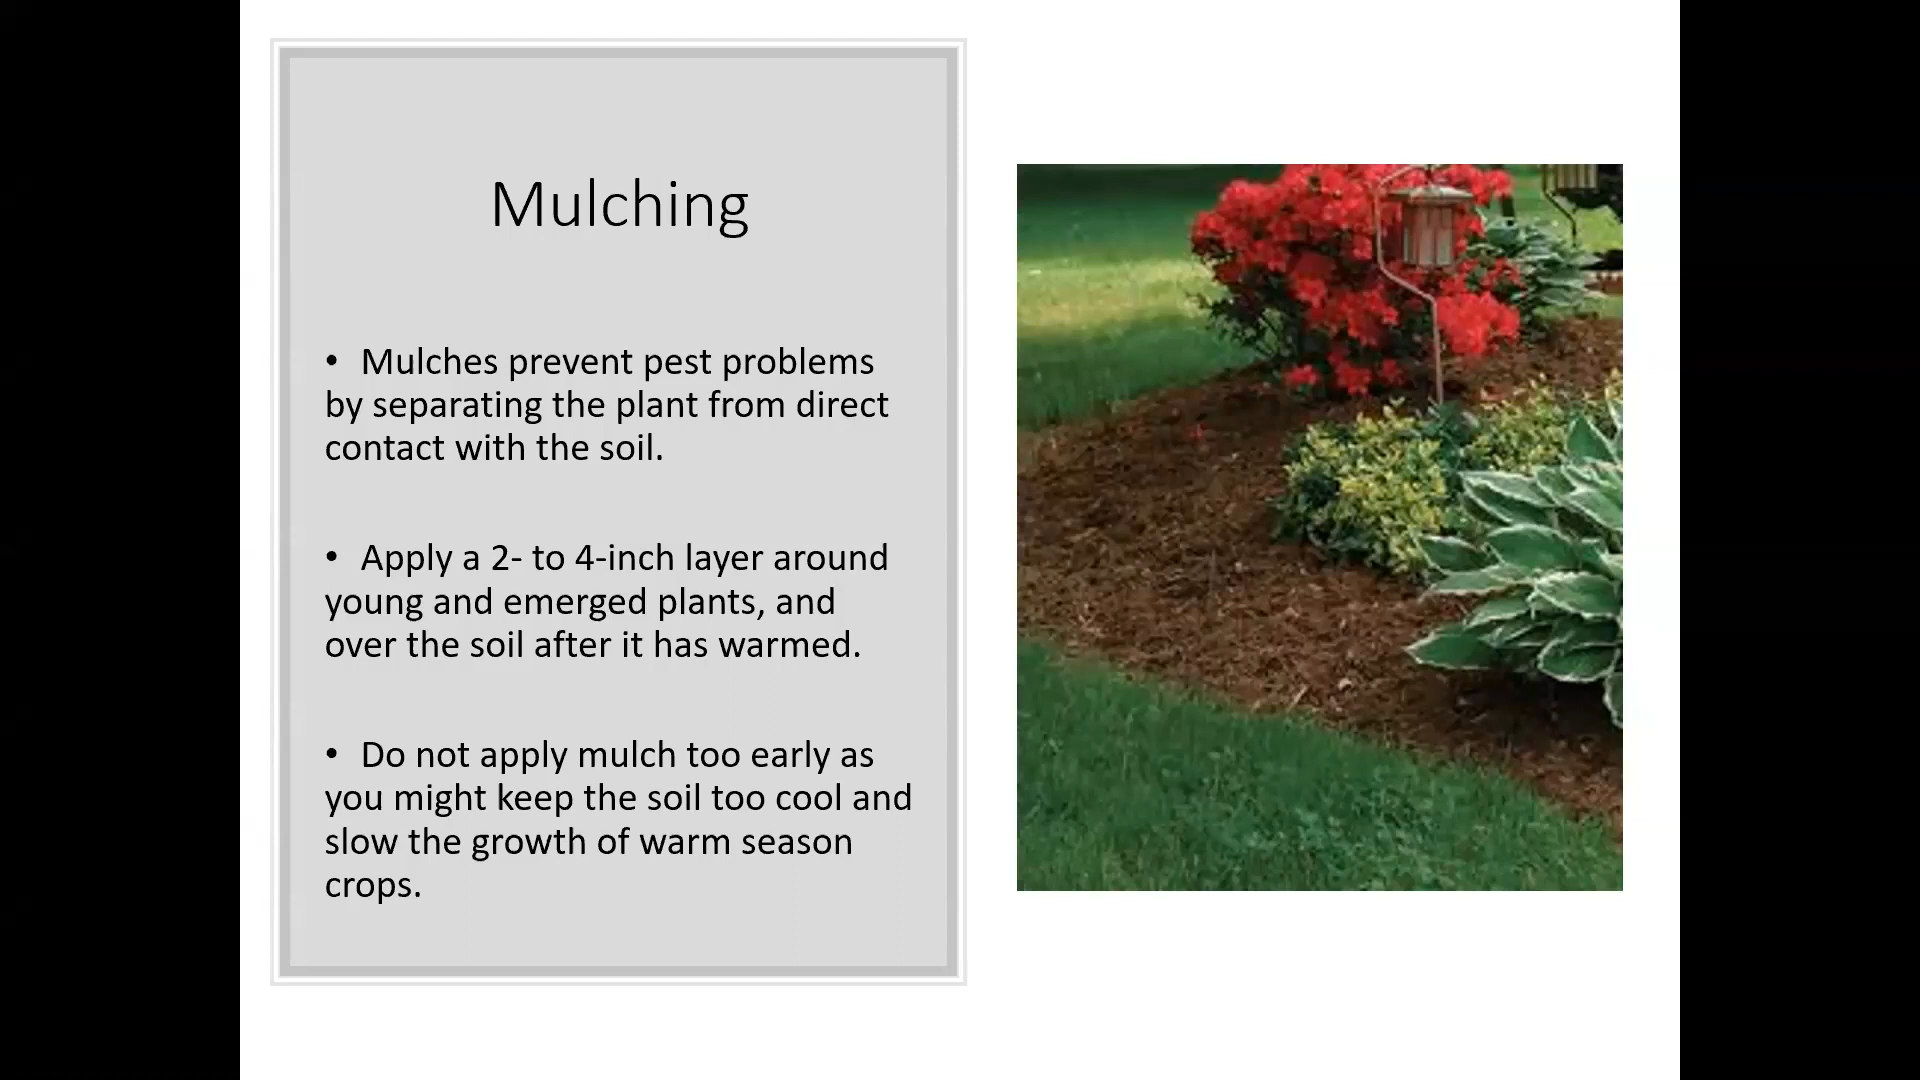 Mulching
• Mulches prevent pest problems
by separating the plant from direct
contact with the soil.
• Apply a 2- to 4-inch layer around
young and emerged plants, and
over the soil after it has warmed.
• Do not apply mulch too early as
you might keep the soil too cool and
slow the growth of warm season
crops.